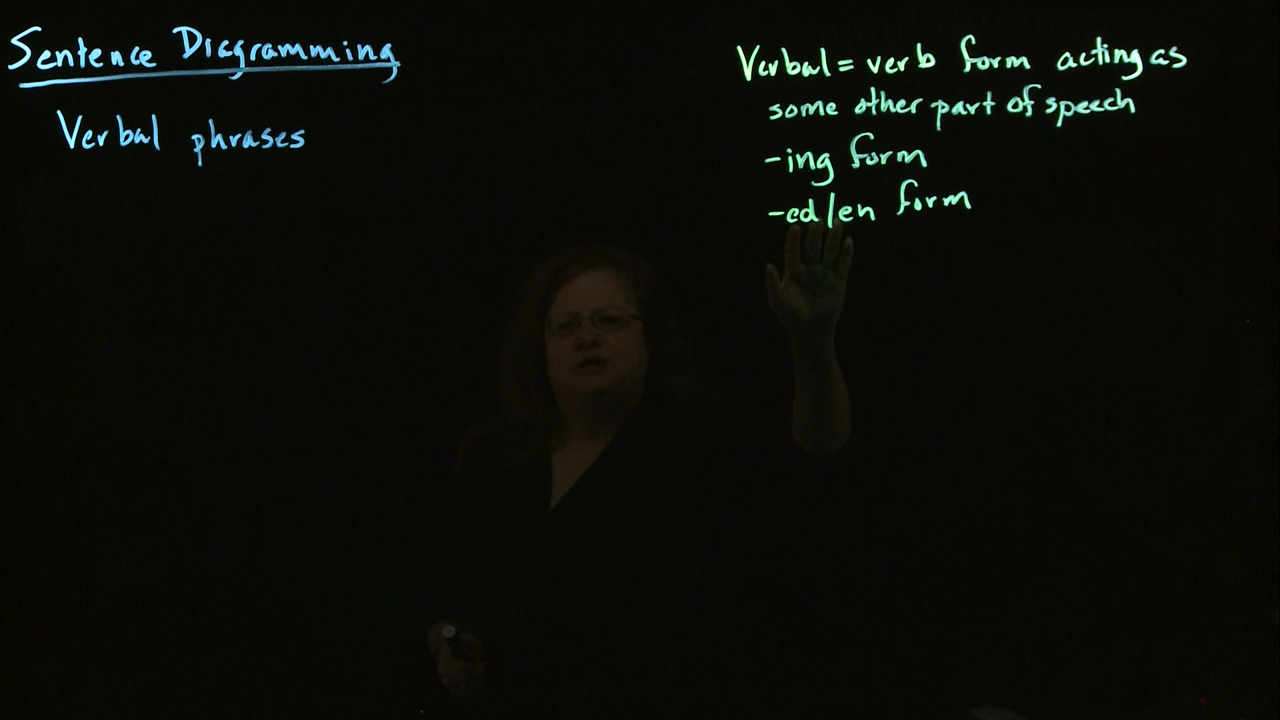 Sentence Diagramming
Verbal phrases
Verbal = verb form acting as
some other part of speech
-ing form
-ed/en form